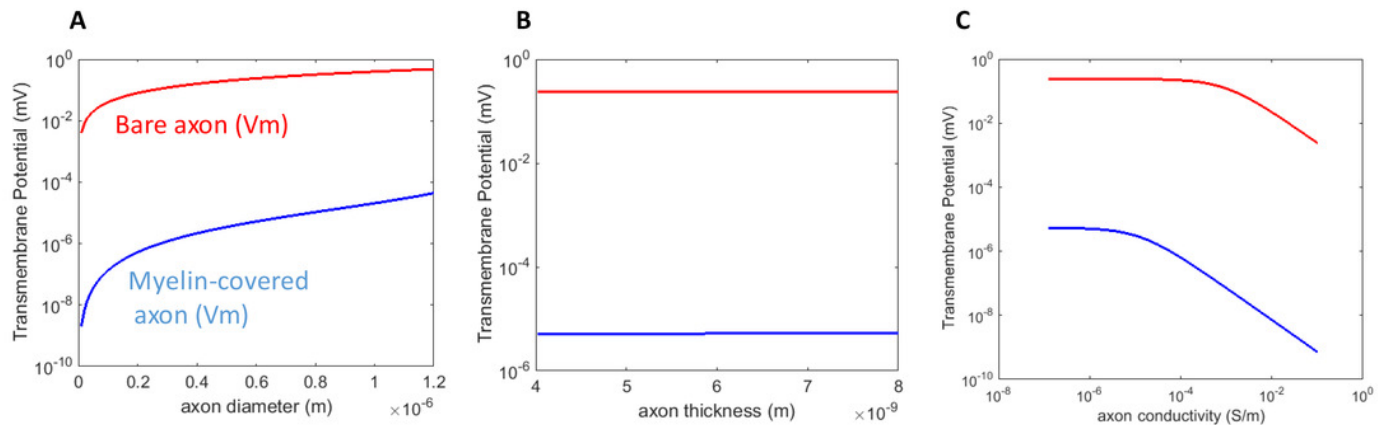 A
Transmembrane Potential (mV)
10^0
10^-2
10^-4
10^-6
10^-8
10^-10
Bare axon (Vm)
Myelin-covered
axon (Vm)
0 0.2 0.4 0.6 0.8 1 1.2
axon diameter (m) ×10^-6
B
Transmembrane Potential (mV)
10^0
10^-2
10^-4
10^-6
4 5 6 7 8
axon thickness (m) ×10^-9
C
Transmembrane Potential (mV)
10^0
10^-2
10^-4
10^-6
10^-8
10^-10
10^-8 10^-6 10^-4 10^-2 10^0
axon conductivity (S/m)